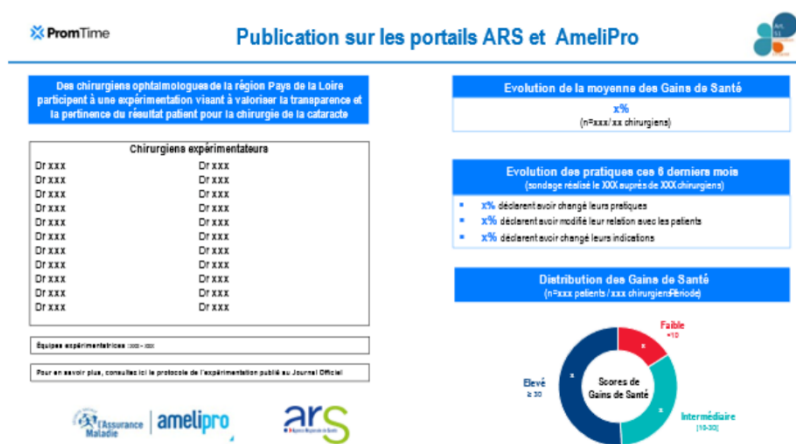 PromTime
Publication sur les portails ARS et AmeliPro
Art.
51
Des chirurgiens ophtalmologues de la région Pays de la Loire
participent à une expérimentation visant à valoriser la transparence et
la pertinence du résultat patient pour la chirurgie de la cataracte
Chirurgiens expérimentateurs
Dr xxx Dr xxx
Dr xxx Dr xxx
Dr xxx Dr xxx
Dr xxx Dr xxx
Dr xxx Dr xxx
Dr xxx Dr xxx
Dr xxx Dr xxx
Dr xxx Dr xxx
Dr xxx Dr xxx
Dr xxx Dr xxx
Dr xxx Dr xxx
Équipes expérimentatrices : xxx - xxx
Pour en savoir plus, consultez ici le protocole de l'expérimentation publié au Journal Officiel
l'Assurance
Maladie
amelipro
ars
Agence Régionale de Santé
Evolution de la moyenne des Gains de Santé
x%
(n=xxx/ xx chirurgiens)
Evolution des pratiques ces 6 derniers mois
(sondage réalisé le XXX auprès de XXX chirurgiens)
x% déclarent avoir changé leurs pratiques
x% déclarent avoir modifié leur relation avec les patients
x% déclarent avoir changé leurs indications
Distribution des Gains de Santé
(n=xxx patients / xxx chirurgiens Période)
Faible
<10
x
Elevé
≥ 30
x
Scores de
Gains de Santé
x
Intermédiaire
[10-30[